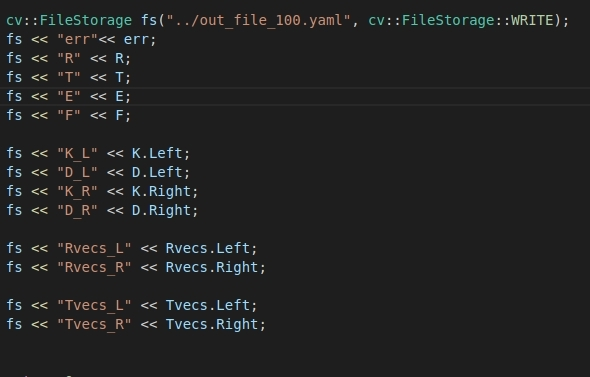 cv::FileStorage fs("../out_file_100.yaml", cv::FileStorage::WRITE);
fs << "err"<< err;
fs << "R" << R;
fs << "T" << T;
fs << "E" << E;
fs << "F" << F;
fs << "K_L" << K.Left;
fs << "D_L" << D.Left;
fs << "K_R" << K.Right;
fs << "D_R" << D.Right;
fs << "Rvecs_L" << Rvecs.Left;
fs << "Rvecs_R" << Rvecs.Right;
fs << "Tvecs_L" << Tvecs.Left;
fs << "Tvecs_R" << Tvecs.Right;